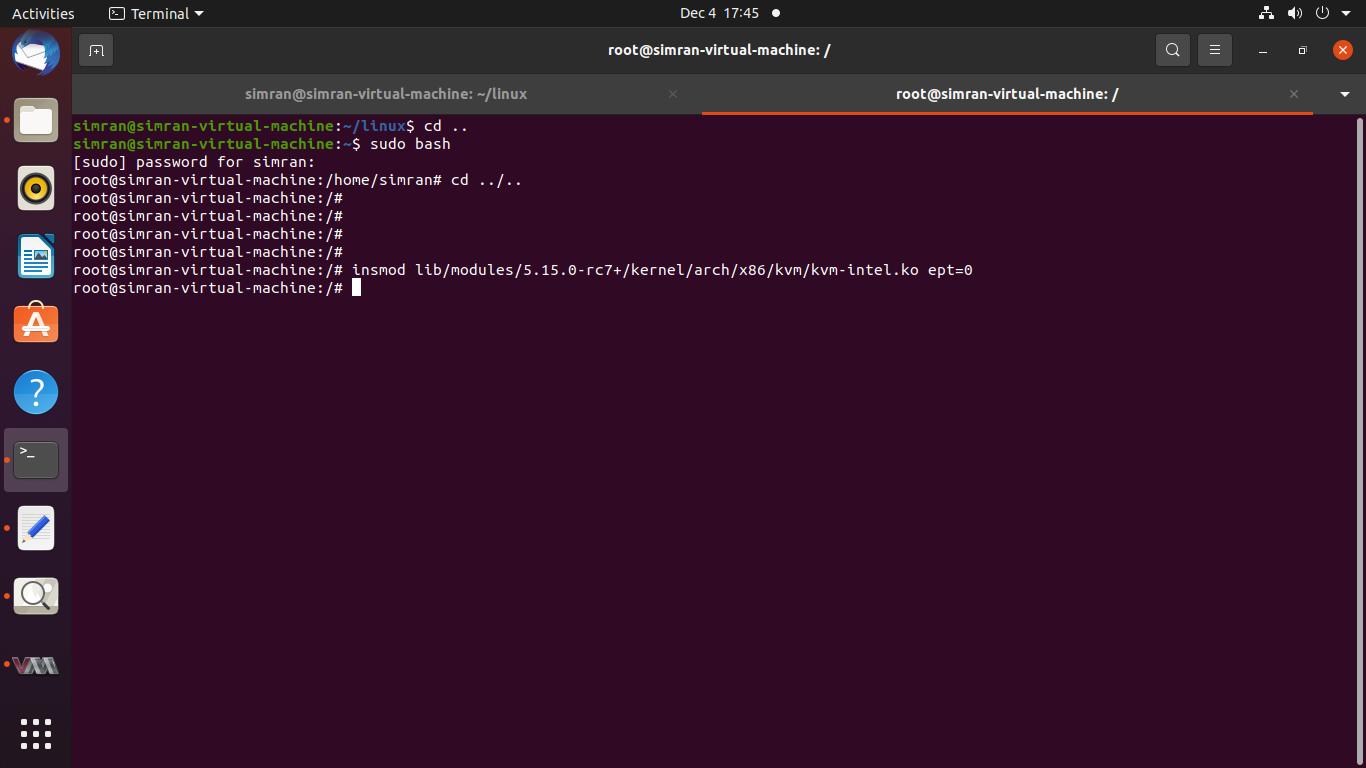 Activities
Terminal
Dec 4 17:45
root@simran-virtual-machine: /
simran@simran-virtual-machine: ~/linux
root@simran-virtual-machine: /
simran@simran-virtual-machine:~/linux$ cd ..
simran@simran-virtual-machine:~$ sudo bash
[sudo] password for simran:
root@simran-virtual-machine:/home/simran# cd ../..
root@simran-virtual-machine:/#
root@simran-virtual-machine:/#
root@simran-virtual-machine:/#
root@simran-virtual-machine:/#
root@simran-virtual-machine:/# insmod lib/modules/5.15.0-rc7+/kernel/arch/x86/kvm/kvm-intel.ko ept=0
root@simran-virtual-machine:/#